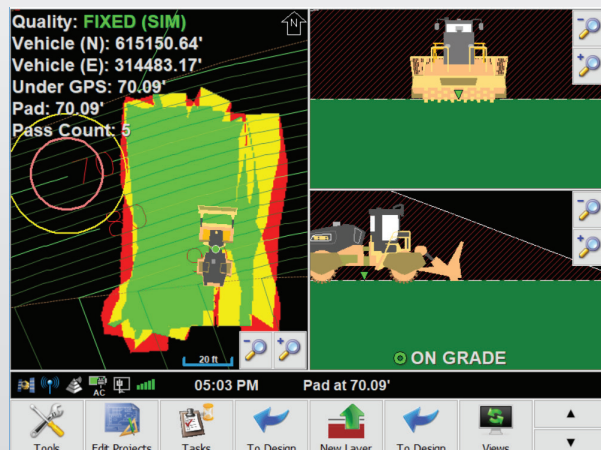 Quality: FIXED (SIM)
Vehicle (N): 615150.64'
Vehicle (E): 314483.17'
Under GPS: 70.09'
Pad: 70.09'
Pass Count: 5
N
20 ft
ON GRADE
AC
05:03 PM
Pad at 70.09'
Tools
Edit Projects
Tasks
To Design
New Layer
To Design
Views